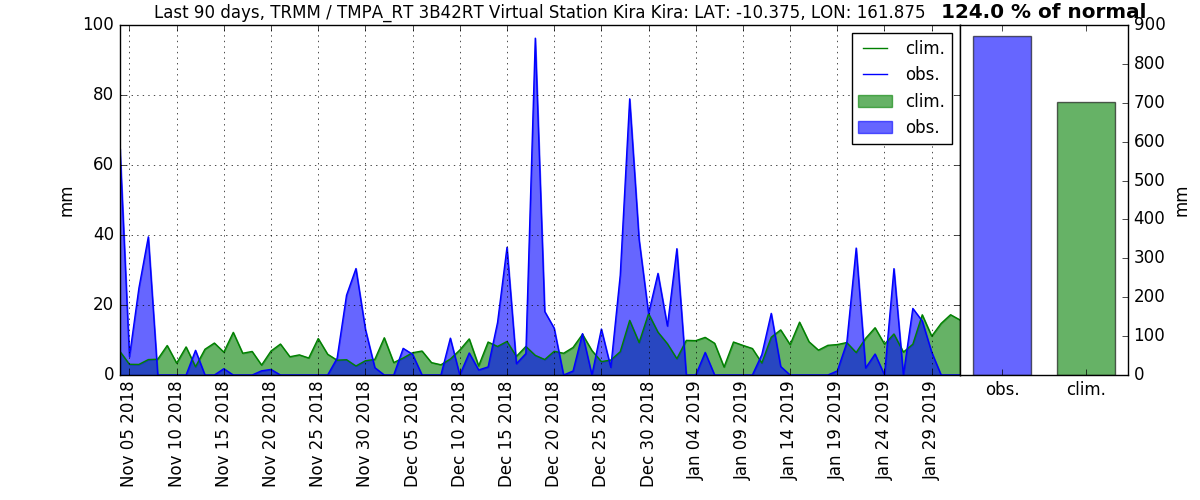 Last 90 days, TRMM / TMPA_RT 3B42RT Virtual Station Kira Kira: LAT: -10.375, LON: 161.875 124.0 % of normal
100
80
60
40
20
0
mm
clim.
obs.
clim.
obs.
900
800
700
600
500
400
300
200
100
0
mm
obs. clim.
Nov 05 2018
Nov 10 2018
Nov 15 2018
Nov 20 2018
Nov 25 2018
Nov 30 2018
Dec 05 2018
Dec 10 2018
Dec 15 2018
Dec 20 2018
Dec 25 2018
Dec 30 2018
Jan 04 2019
Jan 09 2019
Jan 14 2019
Jan 19 2019
Jan 24 2019
Jan 29 2019